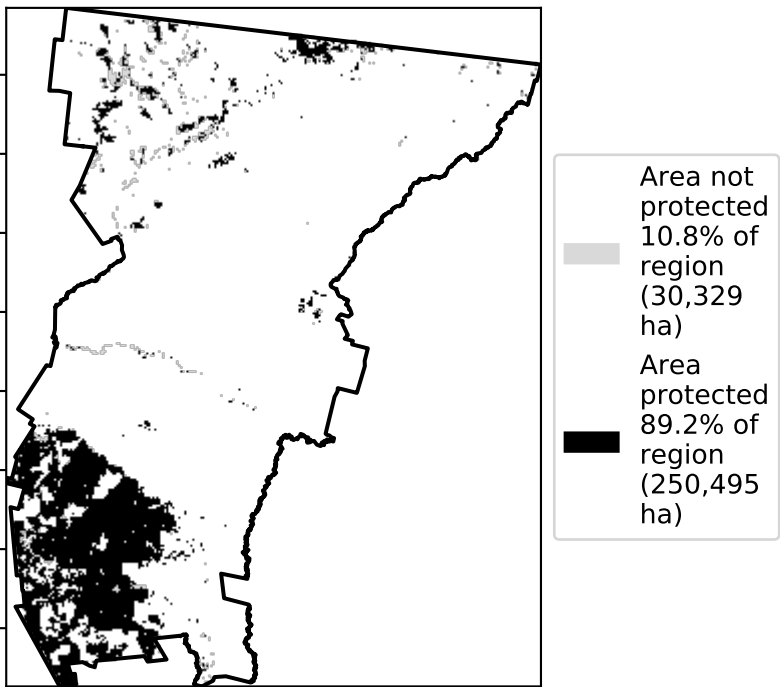 Area not
protected
10.8% of
region
(30,329
ha)
Area
protected
89.2% of
region
(250,495
ha)